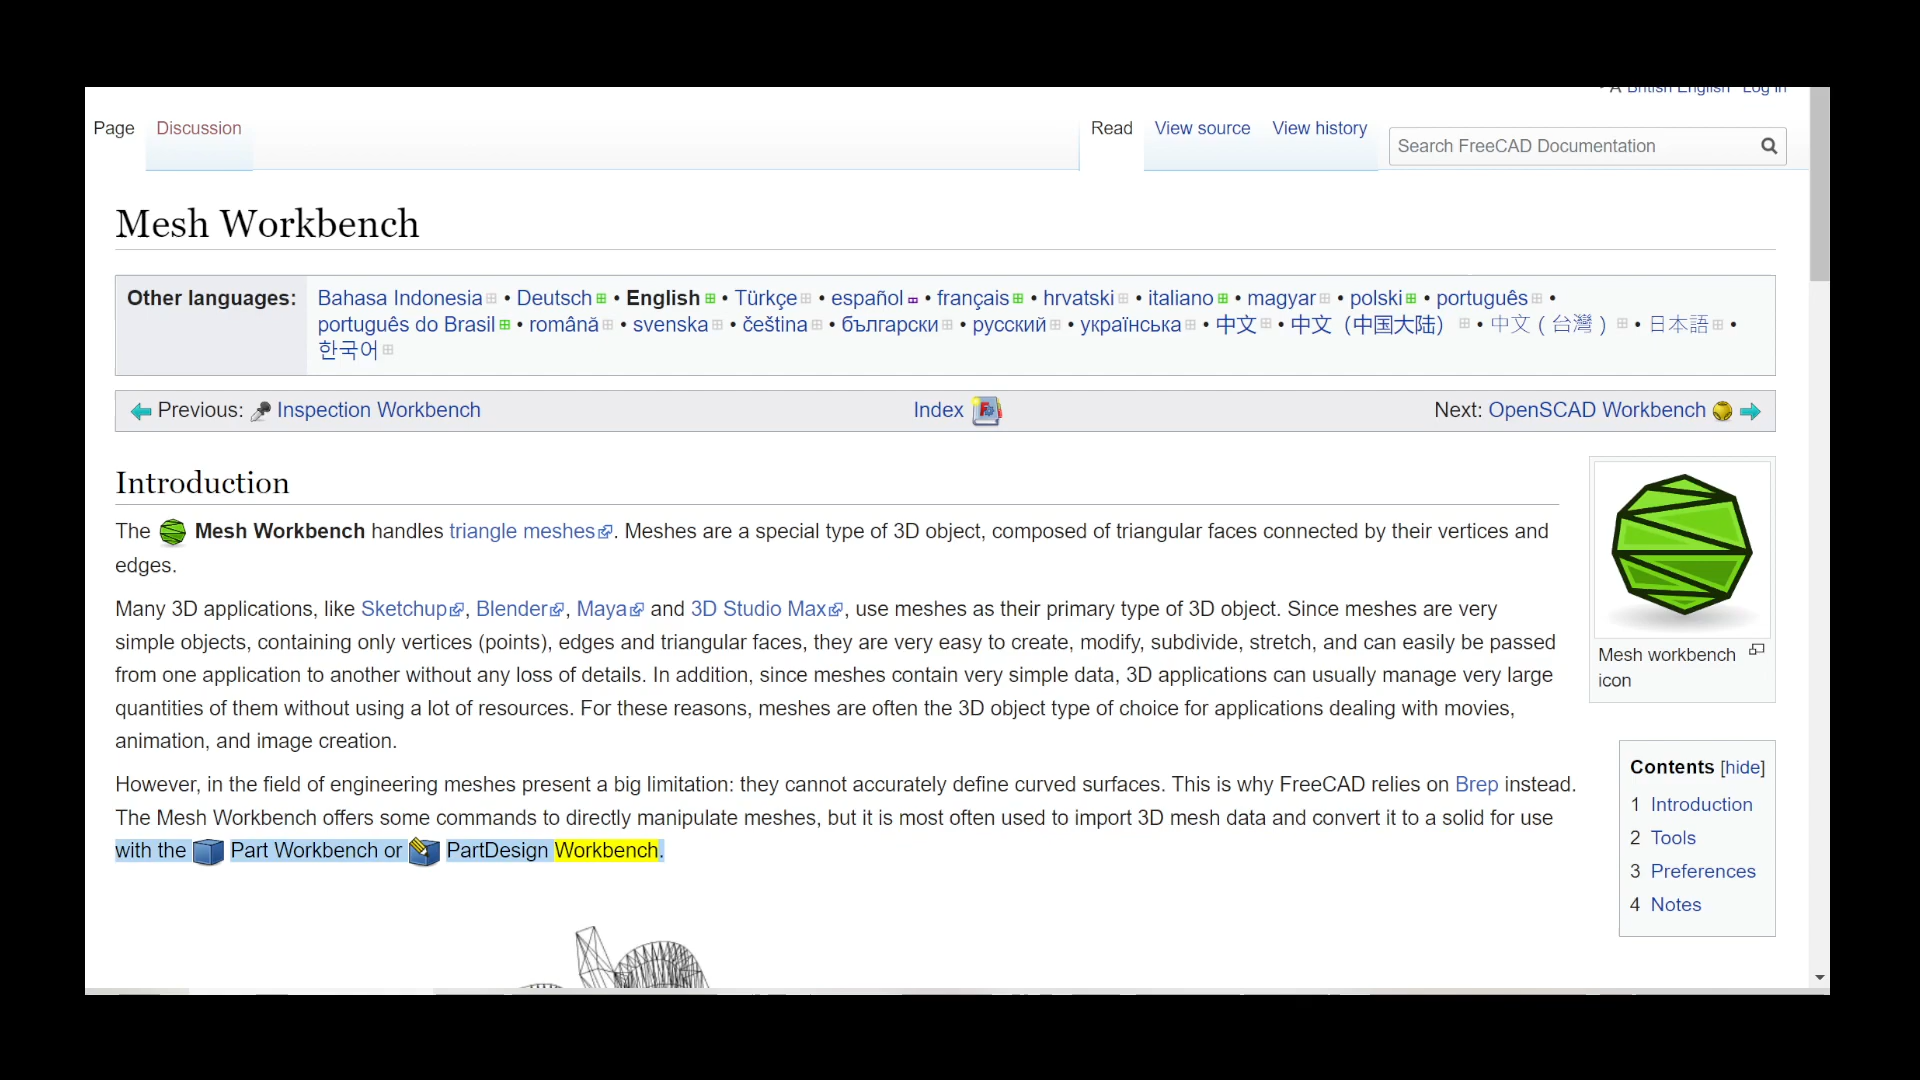 British English Log in
Page Discussion Read View source View history Search FreeCAD Documentation
Mesh Workbench
Other languages: Bahasa Indonesia • Deutsch • English • Türkçe • español • français • hrvatski • italiano • magyar • polski • português •
português do Brasil • română • svenska • čeština • български • русский • українська • 中文 • 中文（中国大陆） • 中文（台灣） • 日本語 •
한국어
Previous: Inspection Workbench Index Next: OpenSCAD Workbench
Introduction
The Mesh Workbench handles triangle meshes. Meshes are a special type of 3D object, composed of triangular faces connected by their vertices and
edges.
Many 3D applications, like Sketchup, Blender, Maya and 3D Studio Max, use meshes as their primary type of 3D object. Since meshes are very
simple objects, containing only vertices (points), edges and triangular faces, they are very easy to create, modify, subdivide, stretch, and can easily be passed
from one application to another without any loss of details. In addition, since meshes contain very simple data, 3D applications can usually manage very large
quantities of them without using a lot of resources. For these reasons, meshes are often the 3D object type of choice for applications dealing with movies,
animation, and image creation.
However, in the field of engineering meshes present a big limitation: they cannot accurately define curved surfaces. This is why FreeCAD relies on Brep instead.
The Mesh Workbench offers some commands to directly manipulate meshes, but it is most often used to import 3D mesh data and convert it to a solid for use
with the Part Workbench or PartDesign Workbench.
Mesh workbench
icon
Contents [hide]
1 Introduction
2 Tools
3 Preferences
4 Notes